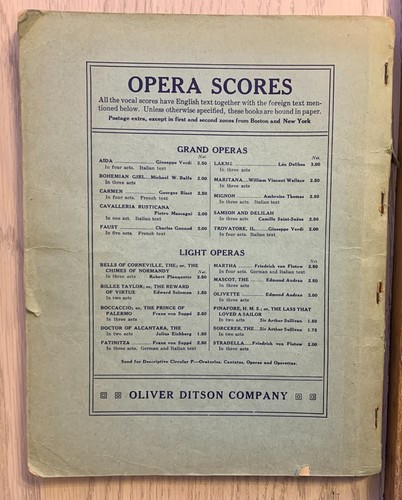 OPERA SCORES
All the vocal scores have English text together with the foreign text men-
tioned below. Unless otherwise specified, these books are bound in paper.
Postage extra, except in first and second zones from Boston and New York
GRAND OPERAS
Net.
AIDA Giuseppe Verdi 2.50
In four acts. Italian text
BOHEMIAN GIRL Michael W. Balfe 2.00
In three acts
CARMEN Georges Bizet 2.50
In four acts. French text
CAVALLERIA RUSTICANA
Pietro Mascagni 2.00
In one act. Italian text
FAUST Charles Gounod 2.00
In five acts. French text
Net.
LAKMÉ Léo Delibes 3.00
In three acts
MARITANA William Vincent Wallace 2.50
In three acts
MIGNON Ambroise Thomas 2.50
In three acts. Italian text
SAMSON AND DELILAH
In three acts Camille Saint-Saëns 2.50
TROVATORE, IL Giuseppe Verdi 2.00
In four acts. Italian text
LIGHT OPERAS
BELLS OF CORNEVILLE, THE; or, THE
CHIMES OF NORMANDY Net.
In three acts Robert Planquette 2.50
BILLEE TAYLOR; or, THE REWARD
OF VIRTUE Edward Solomon 1.50
In two acts
BOCCACCIO; or, THE PRINCE OF
PALERMO Franz von Suppé 2.50
In three acts
DOCTOR OF ALCANTARA, THE
In two acts Julius Eichberg 1.50
FATINITZA Franz von Suppé 2.50
In three acts. German and Italian text
Net.
MARTHA Friedrich von Flotow 2.50
In four acts. German and Italian text
MASCOT, THE Edmond Audran 2.50
In three acts
OLIVETTE Edmond Audran 2.00
In three acts
PINAFORE, H. M. S.; or, THE LASS THAT
LOVED A SAILOR
In two acts Sir Arthur Sullivan 1.50
SORCERER, THE Sir Arthur Sullivan 1.75
In two acts
STRADELLA Friedrich von Flotow 2.00
In three acts
Send for Descriptive Circular P—Oratorios, Cantatas, Operas and Operettas.
OLIVER DITSON COMPANY